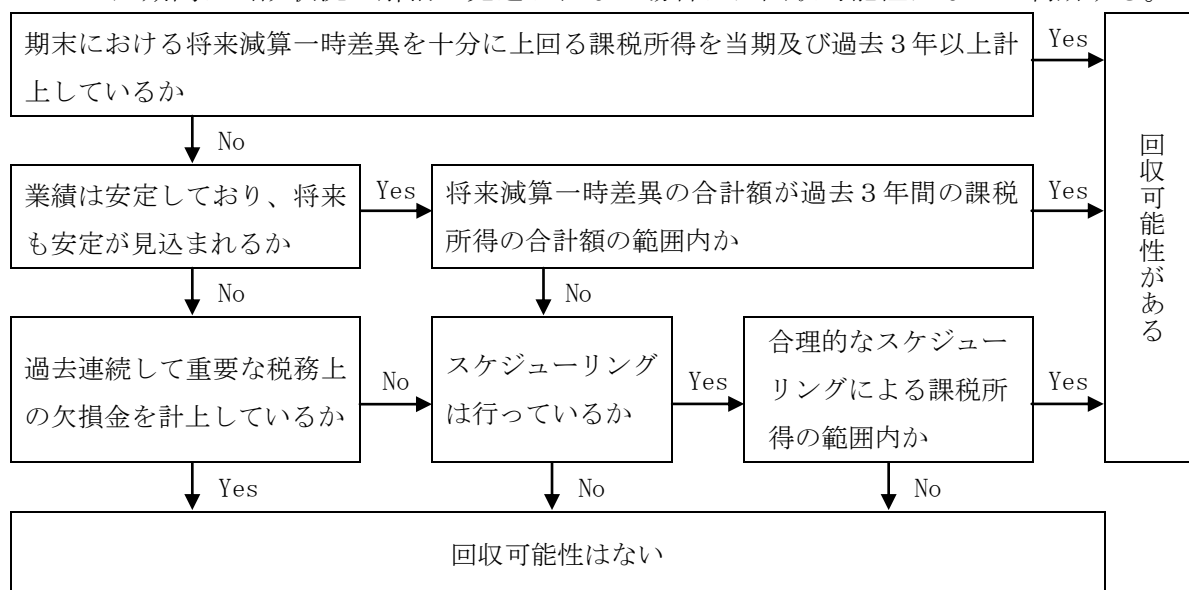 期末における将来減算一時差異を十分に上回る課税所得を当期及び過去３年以上計
上しているか
Yes
No
業績は安定しており、将来
も安定が見込まれるか
Yes
将来減算一時差異の合計額が過去３年間の課税
所得の合計額の範囲内か
Yes
回収可能性がある
No
No
過去連続して重要な税務上
の欠損金を計上しているか
No
スケジューリング
は行っているか
Yes
合理的なスケジュー
リングによる課税所
得の範囲内か
Yes
Yes
No
No
回収可能性はない